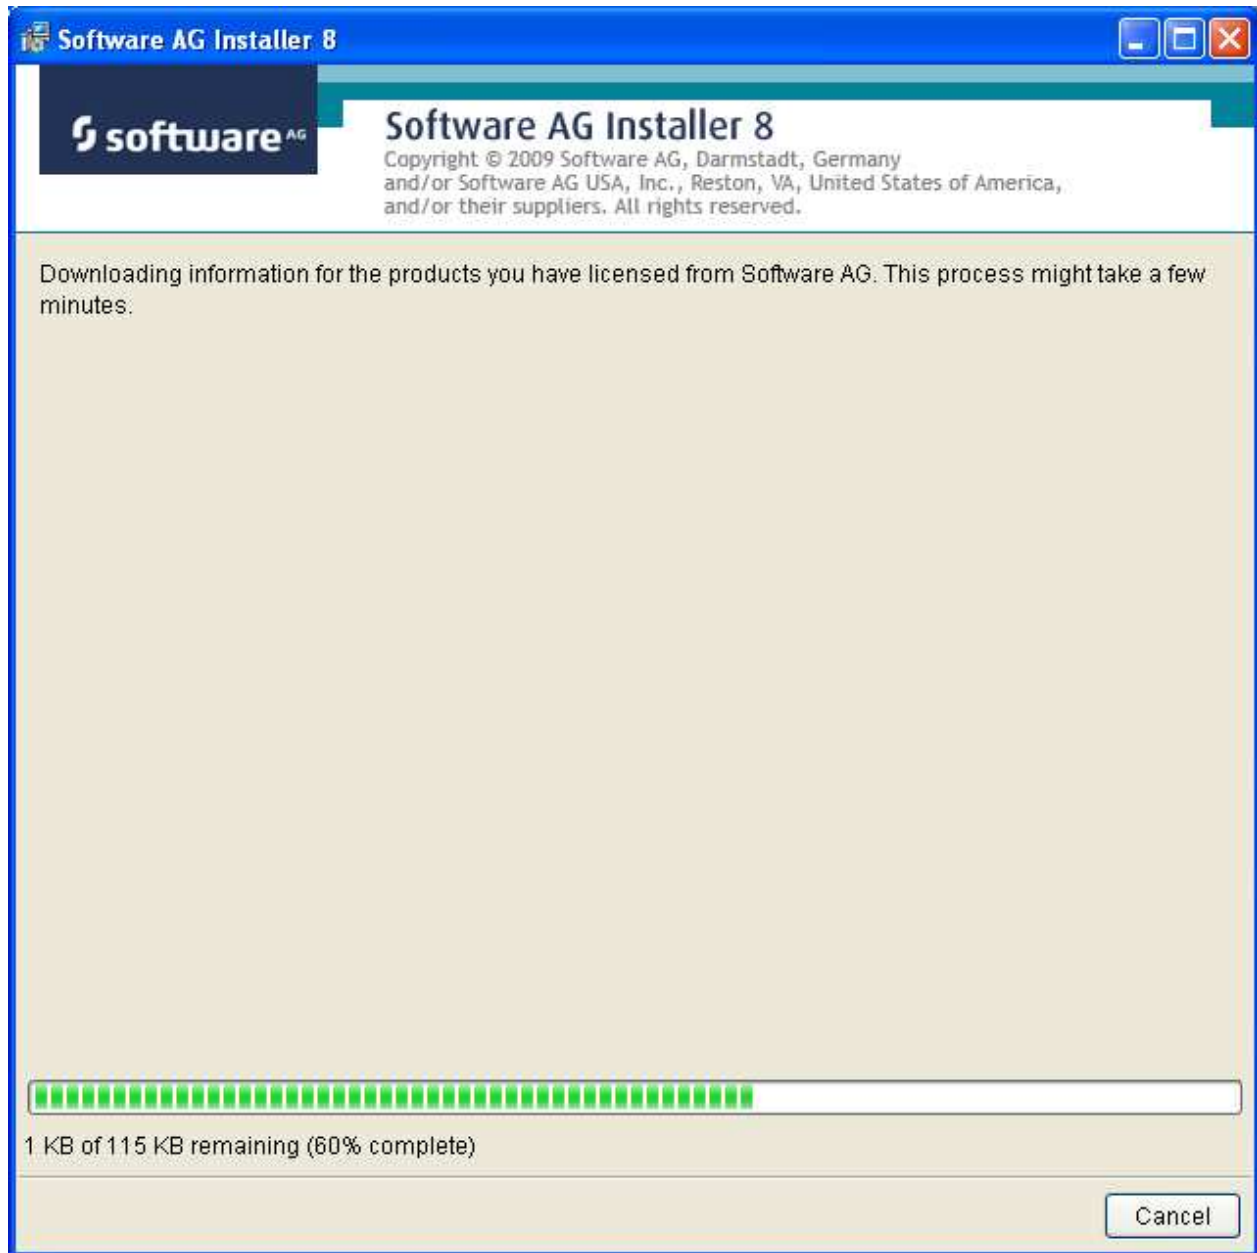 Software AG Installer 8
software AG
Software AG Installer 8
Copyright © 2009 Software AG, Darmstadt, Germany
and/or Software AG USA, Inc., Reston, VA, United States of America,
and/or their suppliers. All rights reserved.
Downloading information for the products you have licensed from Software AG. This process might take a few
minutes.
1 KB of 115 KB remaining (60% complete)
Cancel